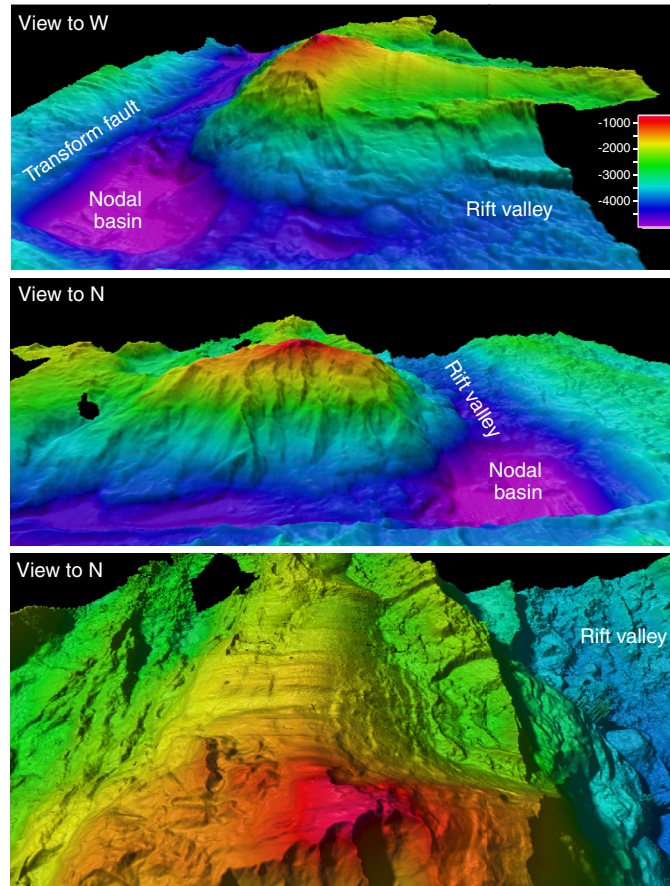 View to W
Transform fault
Nodal
basin
Rift valley
-1000
-2000
-3000
-4000
View to N
Rift valley
Nodal
basin
View to N
Rift valley